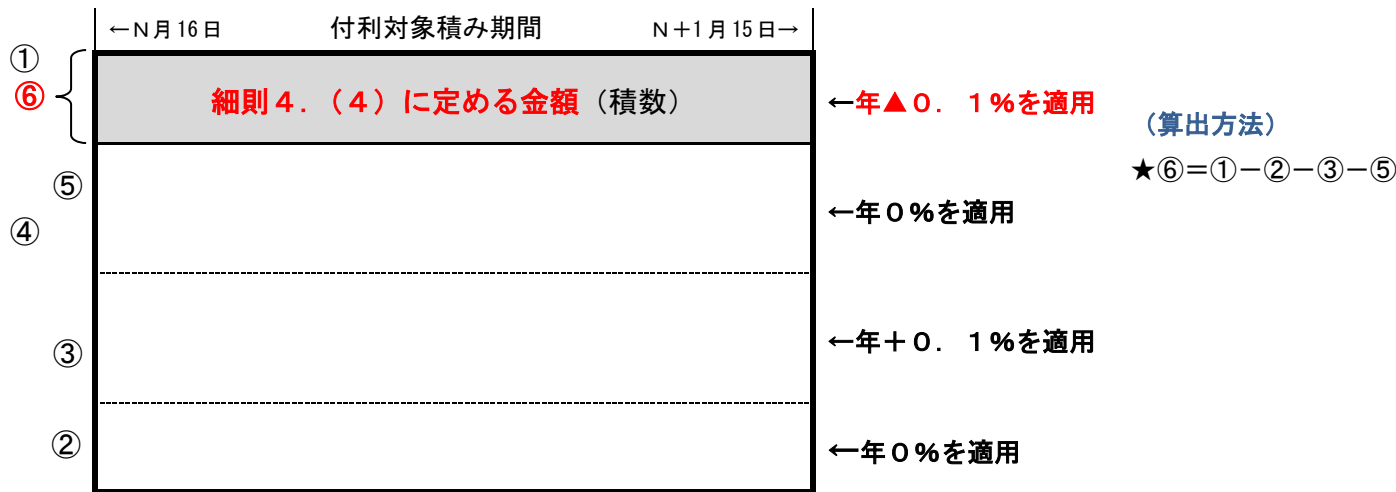 ←N月16日 付利対象積み期間 N+1月15日→
①
⑥ 細則4.(4)に定める金額(積数) ←年▲0.1%を適用
(算出方法)
★⑥=①-②-③-⑤
⑤
④ ←年0%を適用
③ ←年+0.1%を適用
② ←年0%を適用